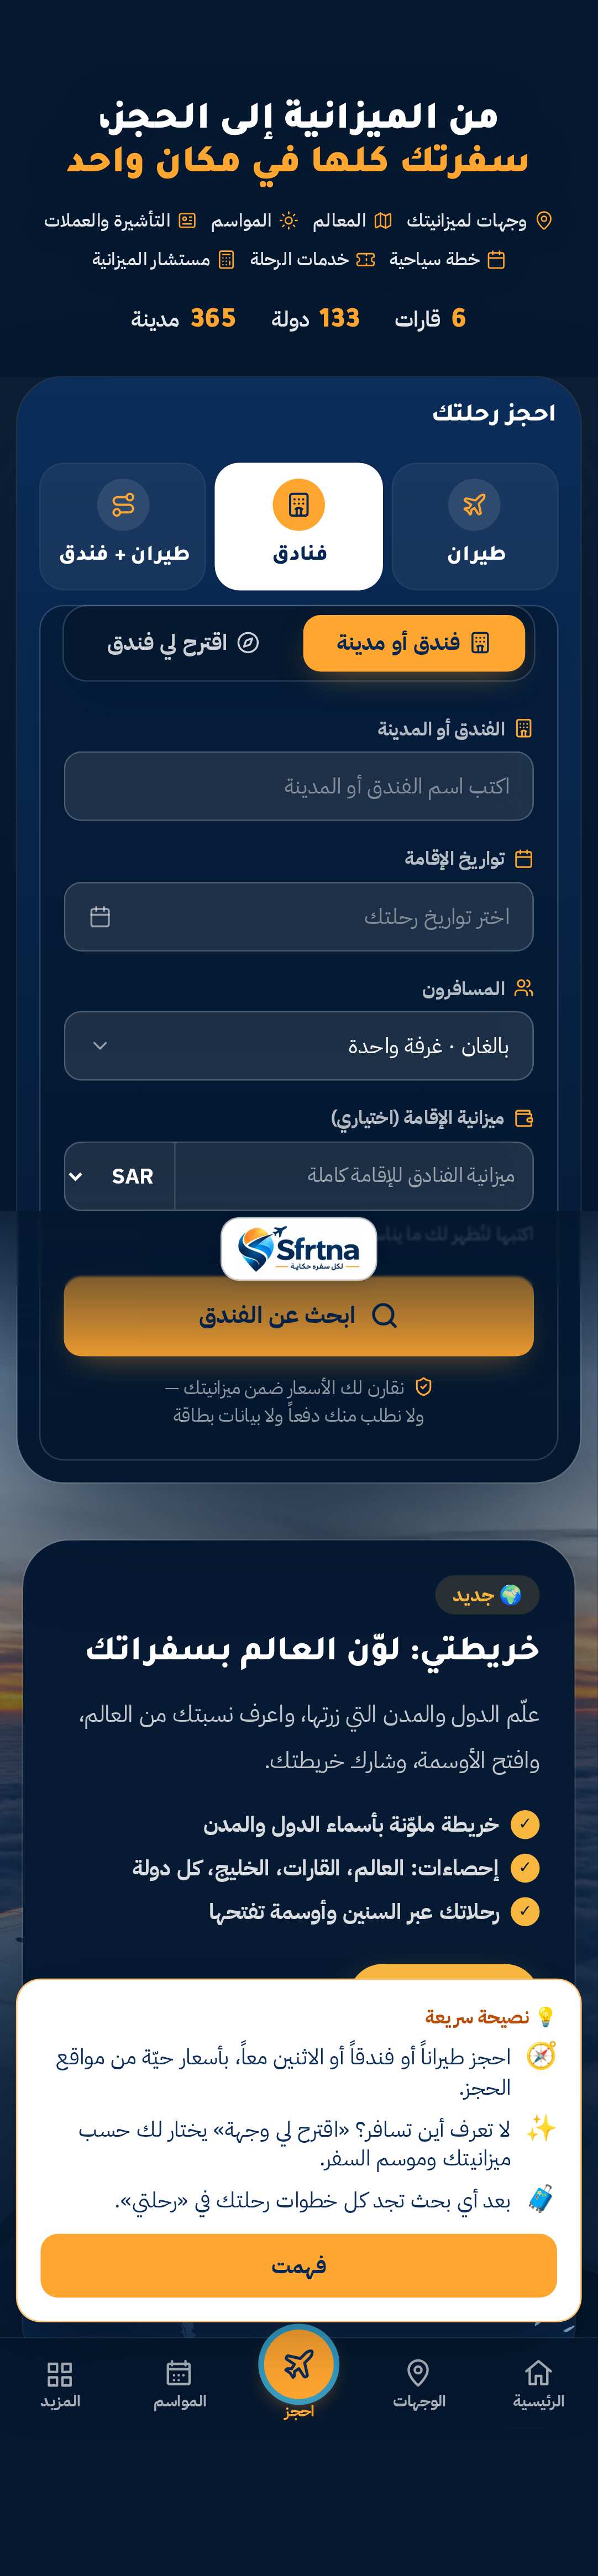 من الميزانية إلى الحجز،
سفرتك كلها في مكان واحد
وجهات لميزانيتك المعالم المواسم التأشيرة والعملات
خطة سياحية خدمات الرحلة مستشار الميزانية
6 قارات 133 دولة 365 مدينة
احجز رحلتك
طيران فنادق طيران + فندق
فندق أو مدينة اقترح لي فندق
الفندق أو المدينة
اكتب اسم الفندق أو المدينة
تواريخ الإقامة
اختر تواريخ رحلتك
المسافرون
بالغان · غرفة واحدة
ميزانية الإقامة (اختياري)
ميزانية الفنادق للإقامة كاملة SAR
اكتبها لنُظهر لك ما
Sfrtna
لكل سفره حكاية
ابحث عن الفندق
نقارن لك الأسعار ضمن ميزانيتك —
ولا نطلب منك دفعاً ولا بيانات بطاقة
🌍 جديد
خريطتي: لوّن العالم بسفراتك
علّم الدول والمدن التي زرتها، واعرف نسبتك من العالم،
وافتح الأوسمة، وشارك خريطتك.
✓ خريطة ملوّنة بأسماء الدول والمدن
✓ إحصاءات: العالم، القارات، الخليج، كل دولة
✓ رحلاتك عبر السنين وأوسمة تفتحها
💡 نصيحة سريعة
🧭 احجز طيراناً أو فندقاً أو الاثنين معاً، بأسعار حيّة من مواقع
الحجز.
✨ لا تعرف أين تسافر؟ «اقترح لي وجهة» يختار لك حسب
ميزانيتك وموسم السفر.
🧳 بعد أي بحث تجد كل خطوات رحلتك في «رحلتي».
فهمت
الرئيسية الوجهات احجز المواسم المزيد